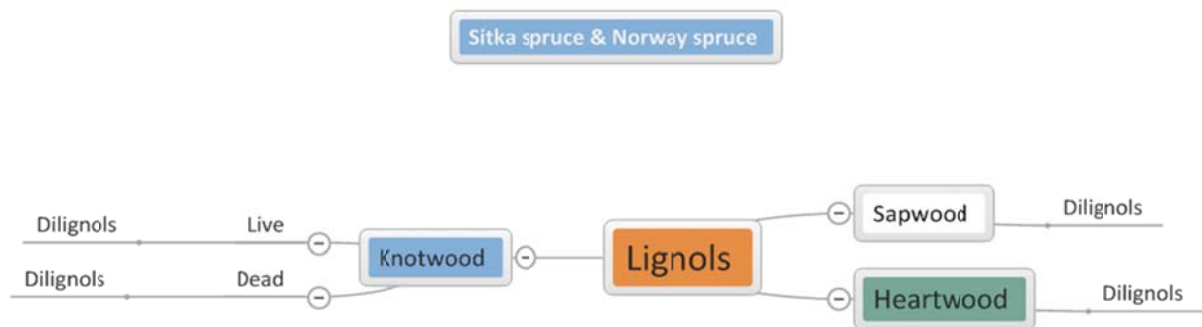 Sitka spruce & Norway spruce
Dilignols
Live
Dilignols
Dead
Knotwood
Lignols
Sapwood
Dilignols
Heartwood
Dilignols